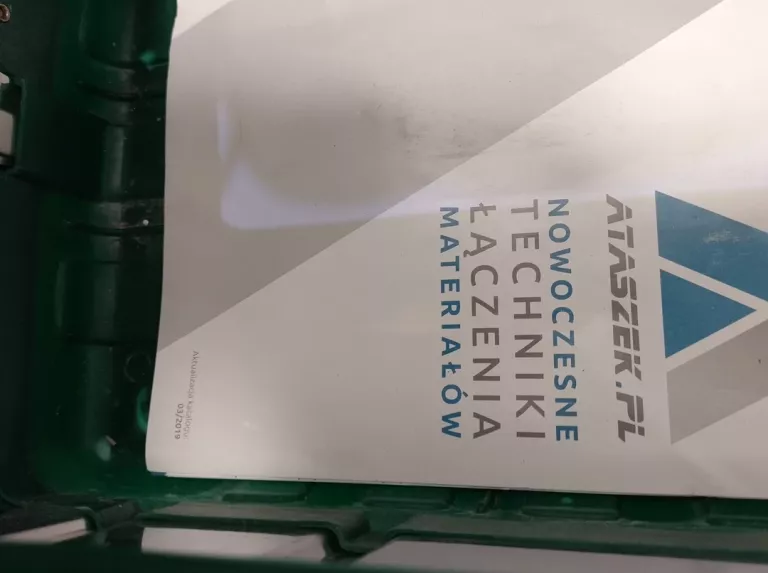 ATASZEK.PL
NOWOCZESNE
TECHNIKI
ŁĄCZENIA
MATERIAŁÓW
Aktualizacja katalogu:
03/2019